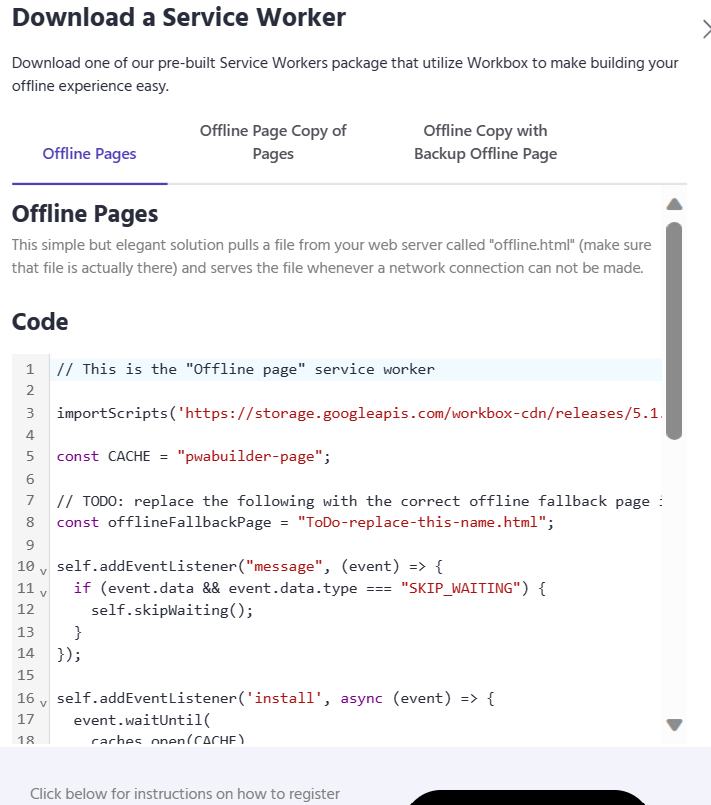 Download a Service Worker
Download one of our pre-built Service Workers package that utilize Workbox to make building your
offline experience easy.
Offline Pages
Offline Page Copy of
Pages
Offline Copy with
Backup Offline Page
Offline Pages
This simple but elegant solution pulls a file from your web server called "offline.html" (make sure
that file is actually there) and serves the file whenever a network connection can not be made.
Code
1 // This is the "Offline page" service worker
2
3 importScripts('https://storage.googleapis.com/workbox-cdn/releases/5.1.
4
5 const CACHE = "pwabuilder-page";
6
7 // TODO: replace the following with the correct offline fallback page i
8 const offlineFallbackPage = "ToDo-replace-this-name.html";
9
10 self.addEventListener("message", (event) => {
11   if (event.data && event.data.type === "SKIP_WAITING") {
12     self.skipWaiting();
13   }
14 });
15
16 self.addEventListener('install', async (event) => {
17   event.waitUntil(
18     caches.open(CACHE)
Click below for instructions on how to register